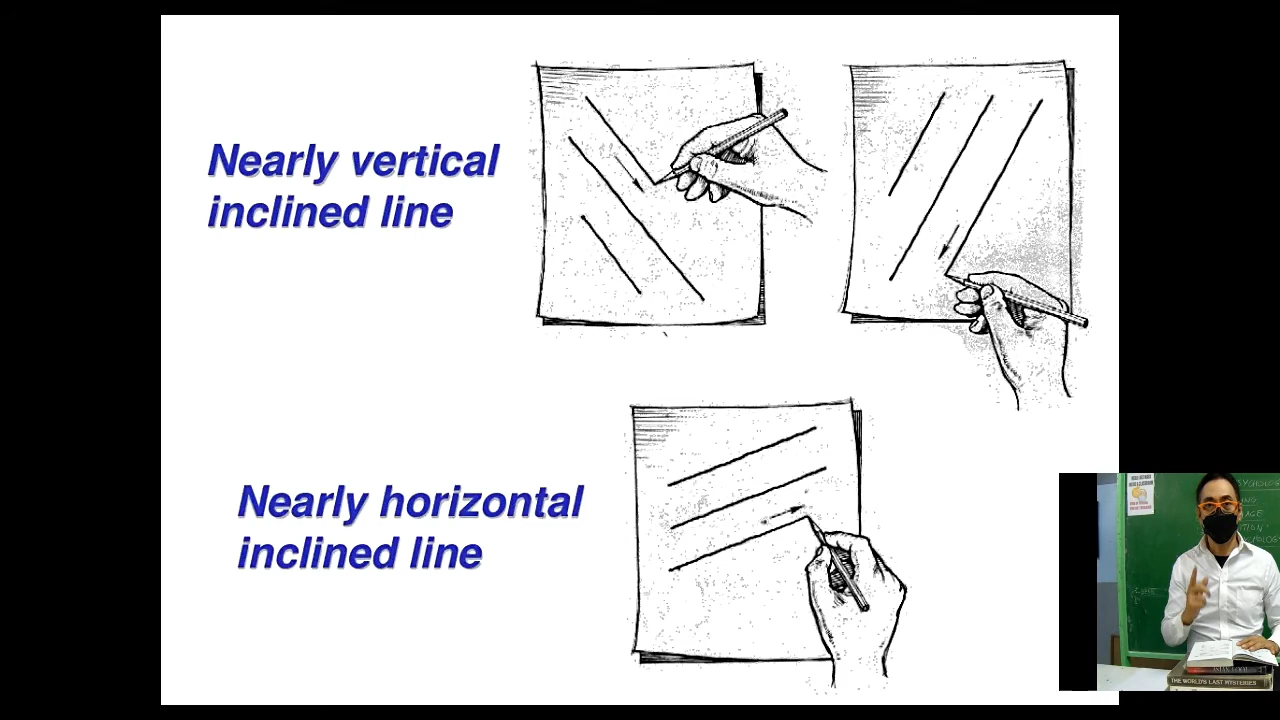 Nearly vertical
inclined line
Nearly horizontal
inclined line
THE WORLD'S LAST MYSTERIES